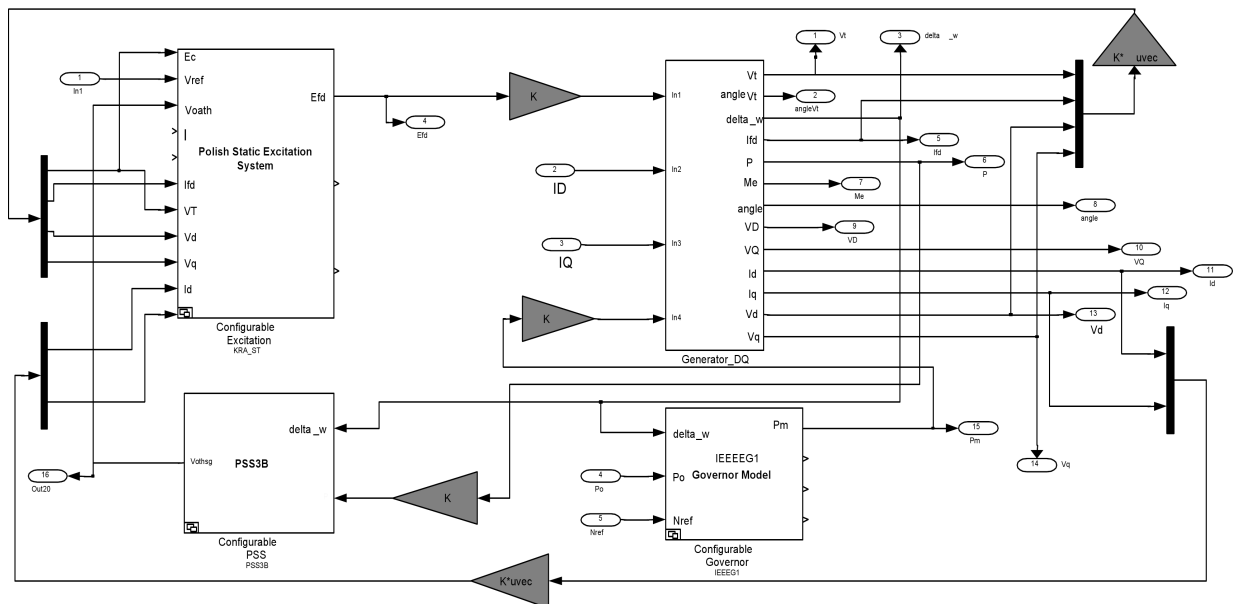 1
In1
Ec
Vref
Voath
I
Ifd
VT
Vd
Vq
Id
Polish Static Excitation
System
Efd
Configurable
Excitation
KRA_ST
4
Efd
K
2
ID
3
IQ
K
In1
In2
In3
In4
Vt
angleVt
delta_w
Ifd
P
Me
angle
VD
VQ
Id
Iq
Vd
Vq
Generator_DQ
1
Vt
2
angleVt
3
delta _w
5
Ifd
6
P
7
Me
8
angle
9
VD
10
VQ
11
Id
12
Iq
13
Vd
14
Vq
K* uvec
16
Out20
Vothsg
PSS3B
delta _w
Configurable
PSS
PSS3B
K
4
Po
5
Nref
delta_w
Po
Nref
IEEEG1
Governor Model
Pm
Configurable
Governor
IEEEG1
15
Pm
K*uvec